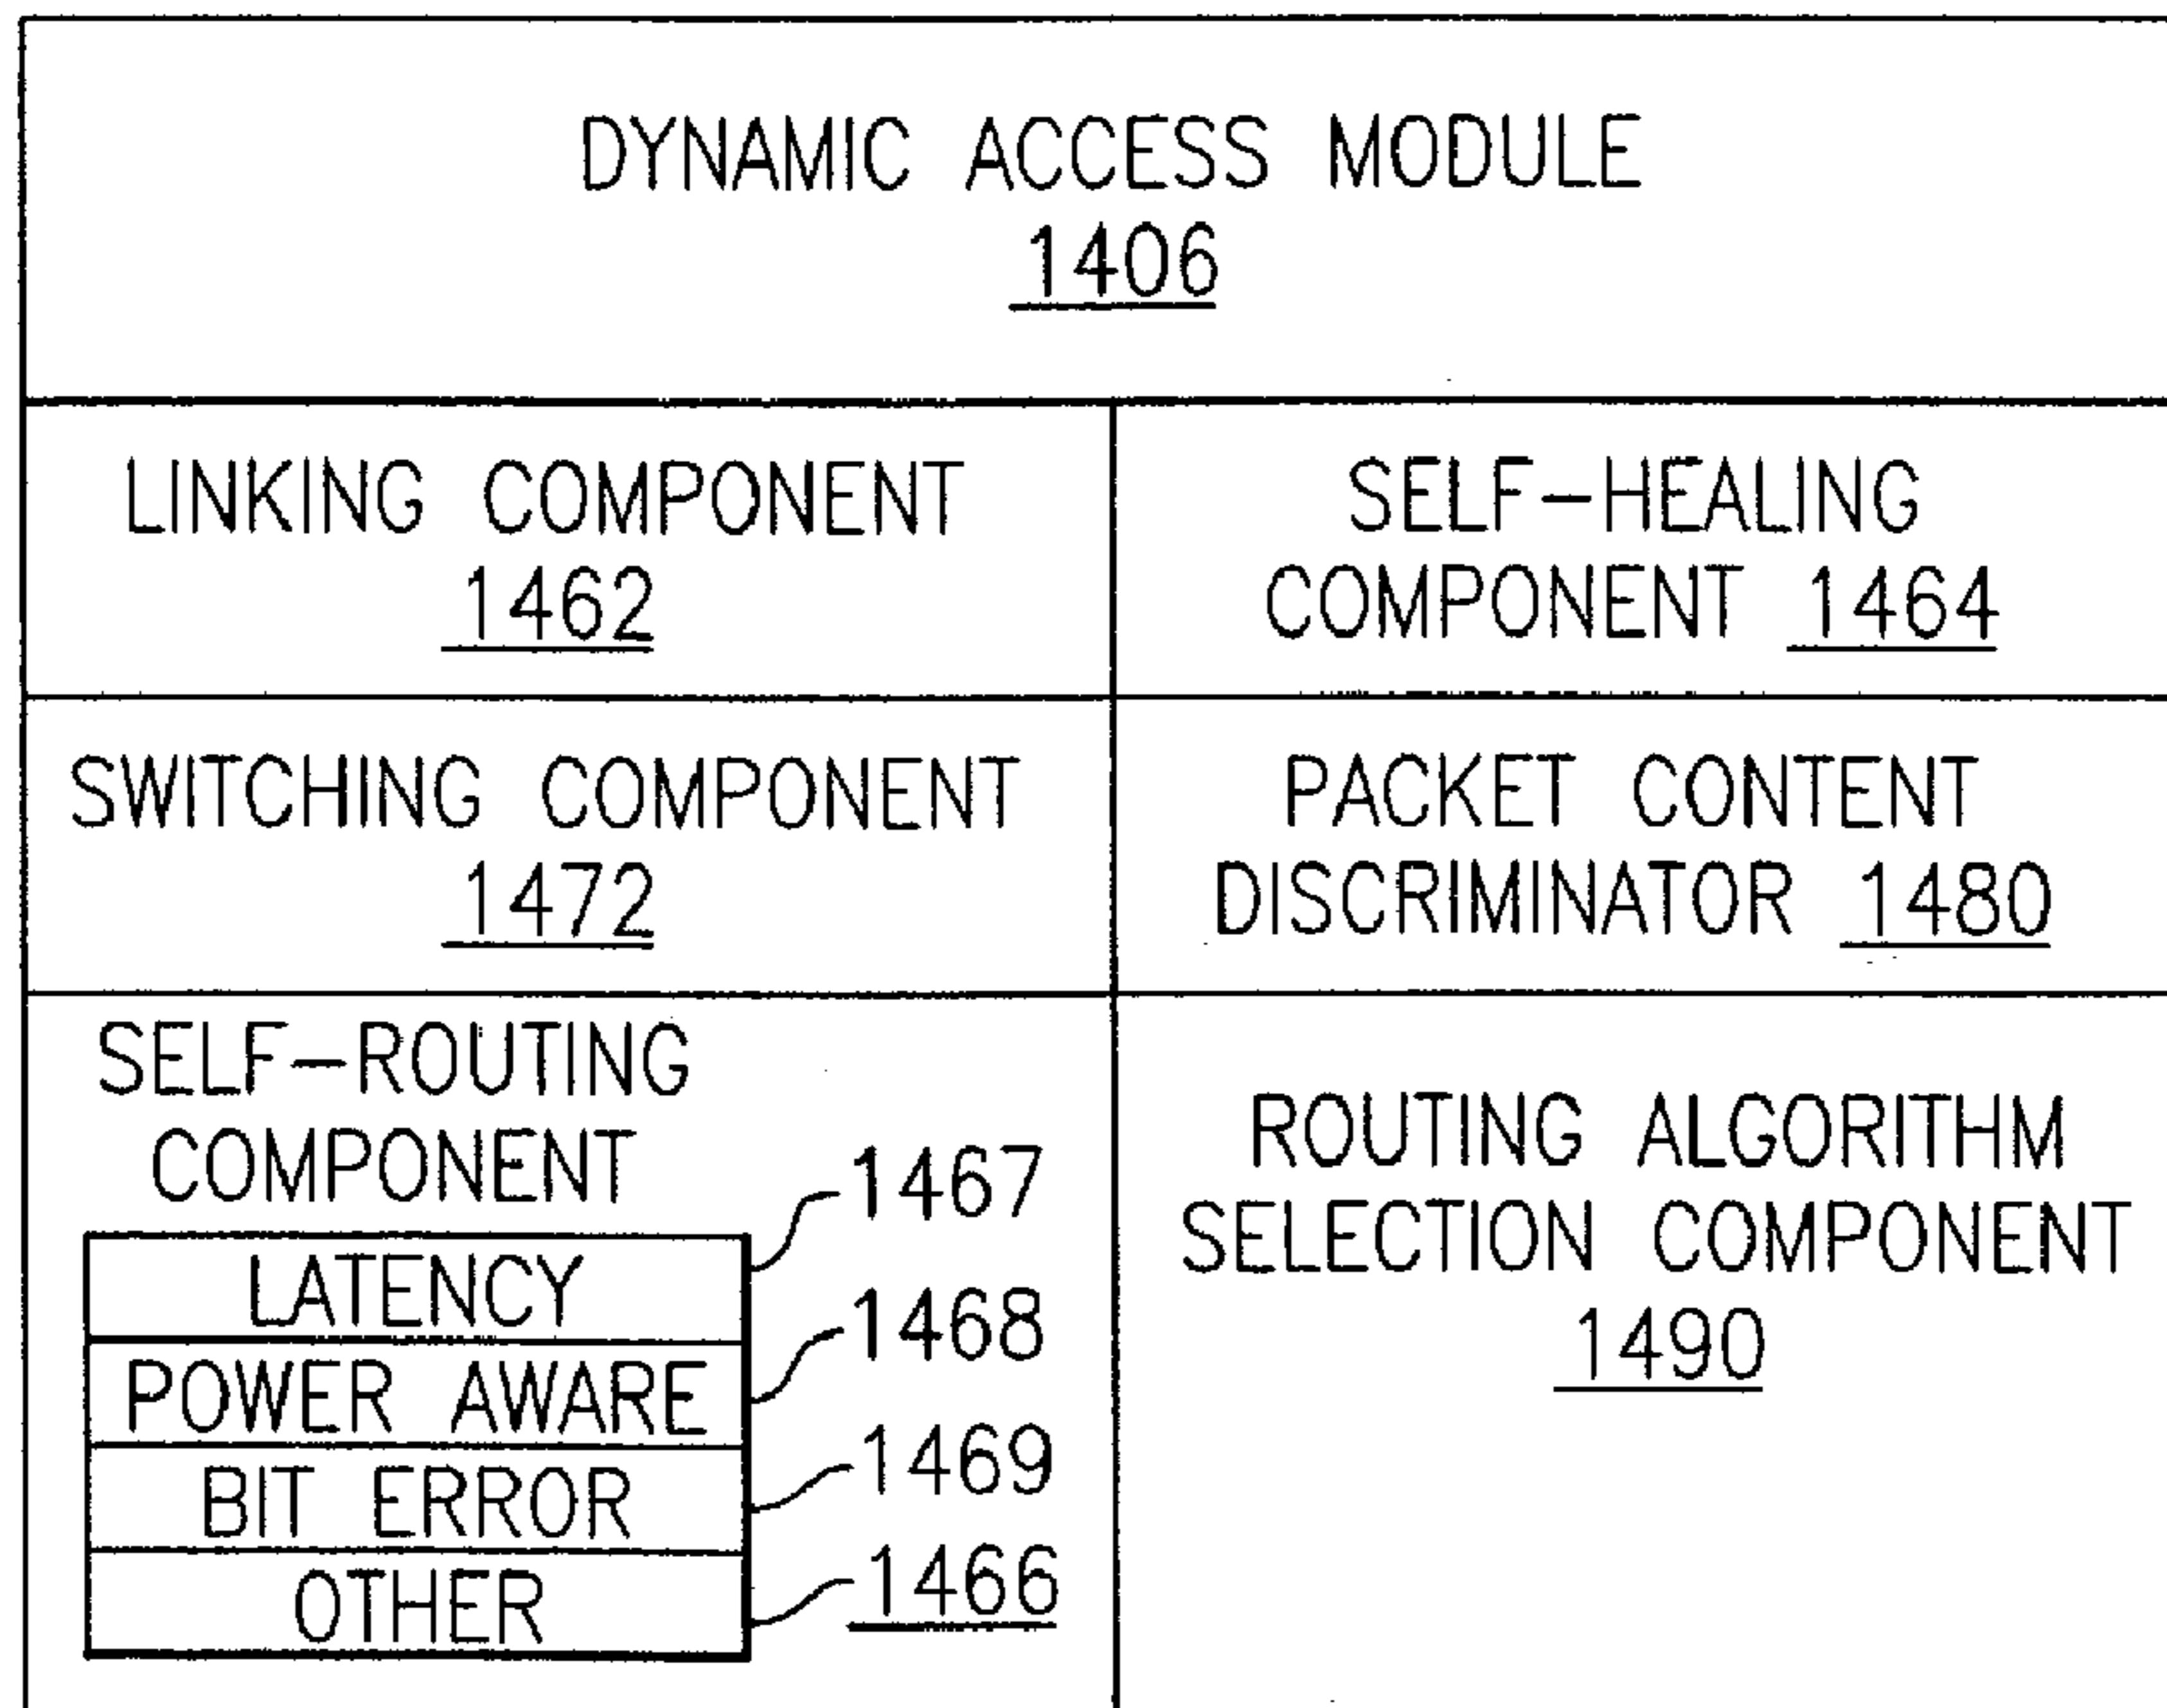 DYNAMIC ACCESS MODULE
1406
LINKING COMPONENT
1462
SELF-HEALING
COMPONENT 1464
SWITCHING COMPONENT
1472
PACKET CONTENT
DISCRIMINATOR 1480
SELF-ROUTING
COMPONENT
1467
LATENCY
1468
POWER AWARE
1469
BIT ERROR
1466
OTHER
ROUTING ALGORITHM
SELECTION COMPONENT
1490